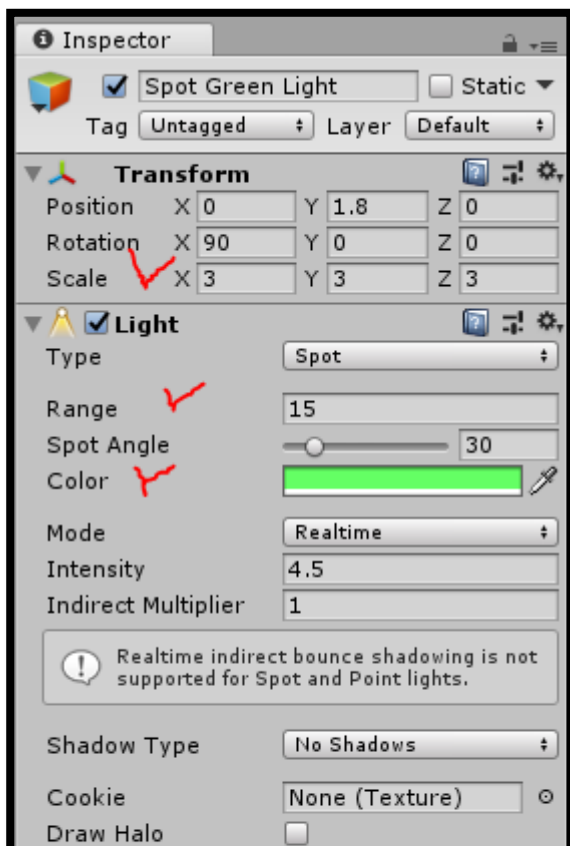 Inspector
Spot Green Light Static
Tag Untagged Layer Default
Transform
Position X 0 Y 1.8 Z 0
Rotation X 90 Y 0 Z 0
Scale X 3 Y 3 Z 3
Light
Type Spot
Range 15
Spot Angle 30
Color
Mode Realtime
Intensity 4.5
Indirect Multiplier 1
Realtime indirect bounce shadowing is not
supported for Spot and Point lights.
Shadow Type No Shadows
Cookie None (Texture)
Draw Halo